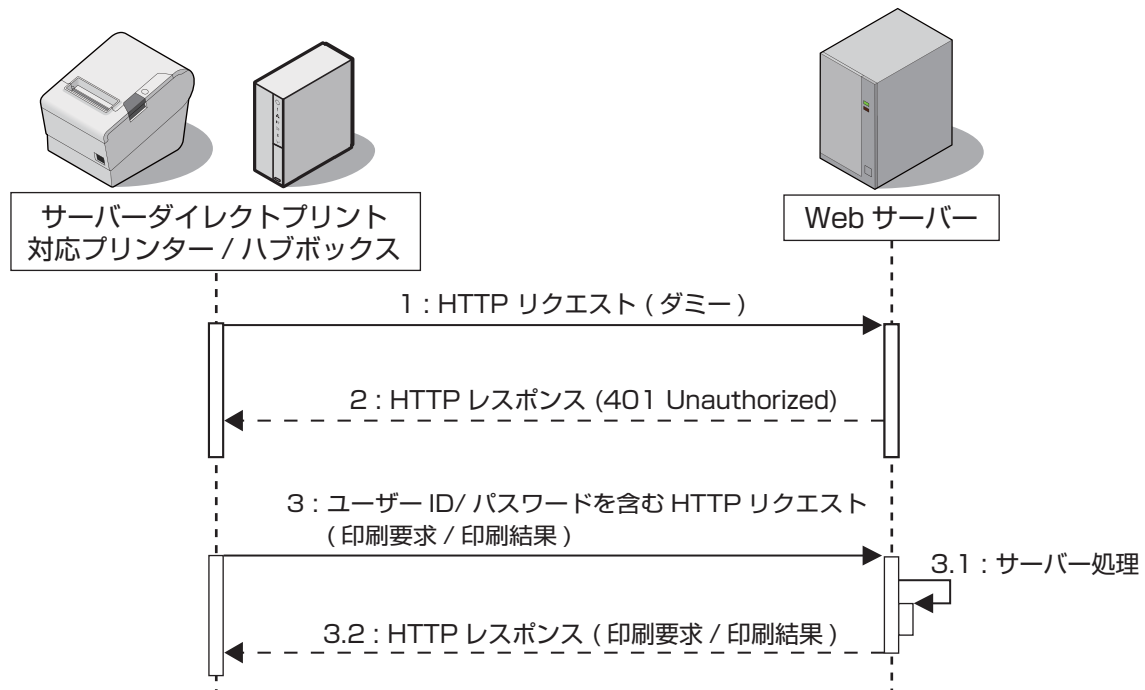 サーバーダイレクトプリント
対応プリンター / ハブボックス
Web サーバー
1 : HTTP リクエスト ( ダミー )
2 : HTTP レスポンス (401 Unauthorized)
3 : ユーザー ID/ パスワードを含む HTTP リクエスト
( 印刷要求 / 印刷結果 )
3.1 : サーバー処理
3.2 : HTTP レスポンス ( 印刷要求 / 印刷結果 )